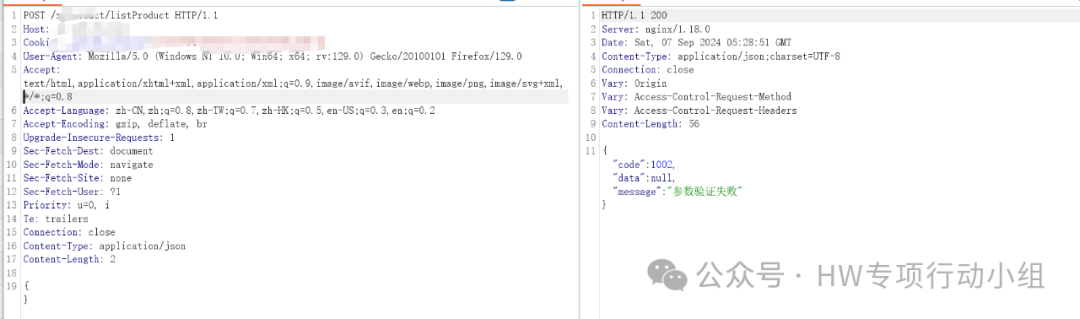 1 POST /        ct/listProduct HTTP/1.1
2 Host:
3 Cooki
4 User-Agent: Mozilla/5.0 (Windows NT 10.0; Win64; x64; rv:129.0) Gecko/20100101 Firefox/129.0
5 Accept:
text/html,application/xhtml+xml,application/xml;q=0.9,image/avif,image/webp,image/png,image/svg+xml,
*/*;q=0.8
6 Accept-Language: zh-CN,zh;q=0.8,zh-TW;q=0.7,zh-HK;q=0.5,en-US;q=0.3,en;q=0.2
7 Accept-Encoding: gzip, deflate, br
8 Upgrade-Insecure-Requests: 1
9 Sec-Fetch-Dest: document
10 Sec-Fetch-Mode: navigate
11 Sec-Fetch-Site: none
12 Sec-Fetch-User: ?1
13 Priority: u=0, i
14 Te: trailers
15 Connection: close
16 Content-Type: application/json
17 Content-Length: 2
18
19 {
}
1 HTTP/1.1 200
2 Server: nginx/1.18.0
3 Date: Sat, 07 Sep 2024 05:28:51 GMT
4 Content-Type: application/json;charset=UTF-8
5 Connection: close
6 Vary: Origin
7 Vary: Access-Control-Request-Method
8 Vary: Access-Control-Request-Headers
9 Content-Length: 56
10
11 {
"code":1002,
"data":null,
"message":"参数验证失败"
}
公众号 · HW专项行动小组